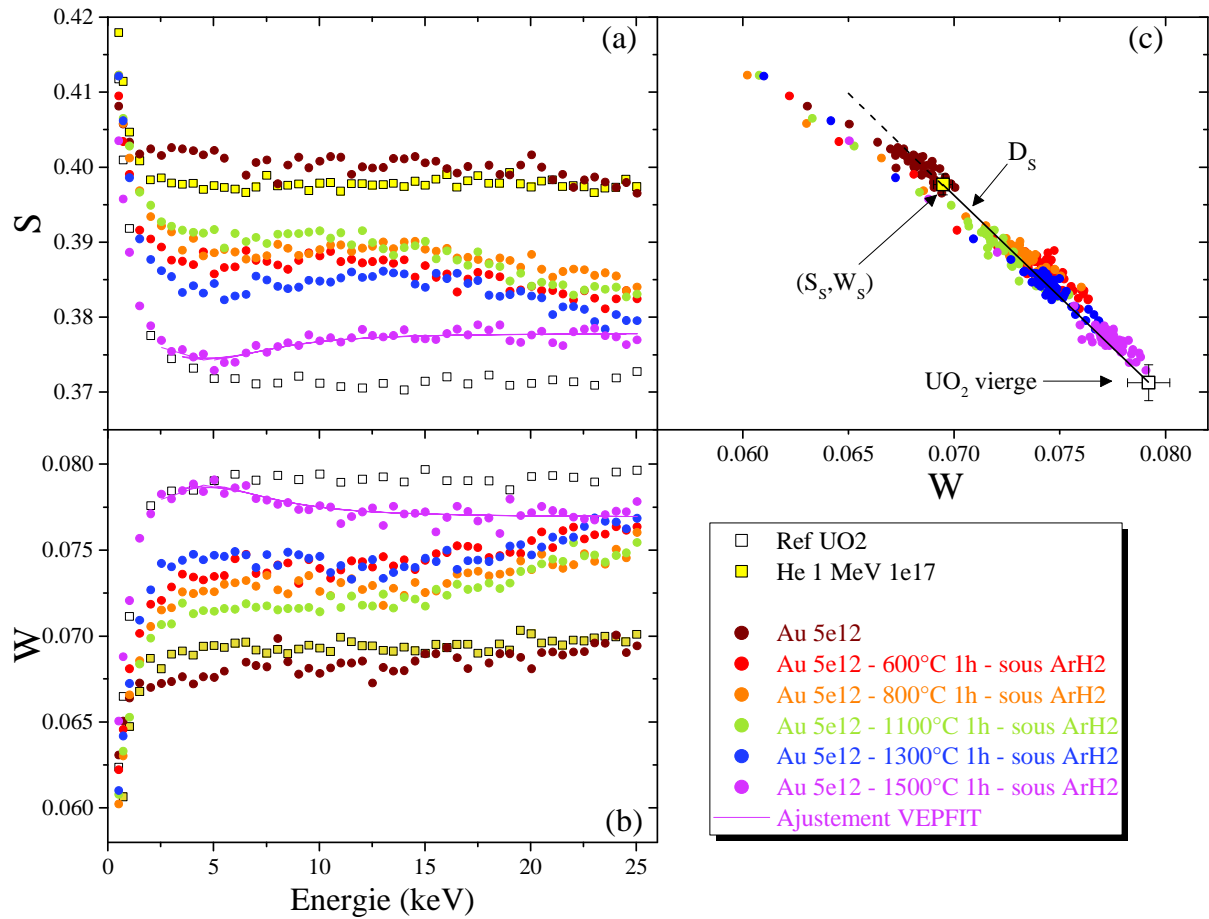 0.42
0.41
0.40
0.39
0.38
0.37
S
(a)
0.080
0.075
0.070
0.065
0.060
W
(b)
0 5 10 15 20 25
Energie (keV)
(c)
D_S
(S_S,W_S)
UO_2 vierge
0.060 0.065 0.070 0.075 0.080
W
Ref UO2
He 1 MeV 1e17
Au 5e12
Au 5e12 - 600°C 1h - sous ArH2
Au 5e12 - 800°C 1h - sous ArH2
Au 5e12 - 1100°C 1h - sous ArH2
Au 5e12 - 1300°C 1h - sous ArH2
Au 5e12 - 1500°C 1h - sous ArH2
Ajustement VEPFIT